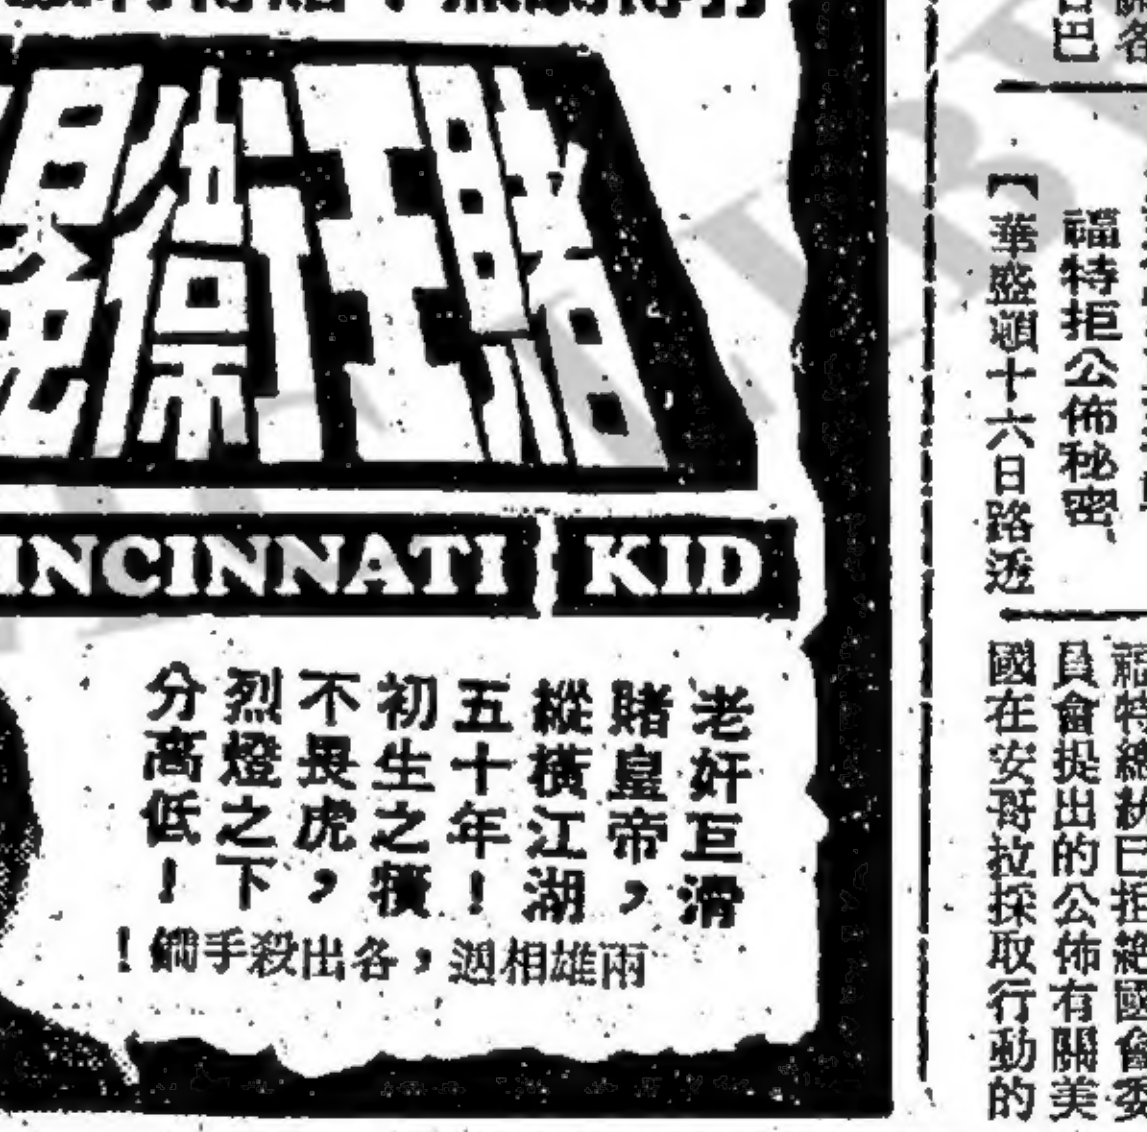 賭王衛冕
INCINNATI KID
老奸巨滑
賭皇帝，
縱橫江湖
五十年！
初生之犢
不畏虎，
烈燈之下
分高低！
兩雄相遇，各出殺手鐧！
福特拒公佈秘密
【華盛頓十六日路透
福特總統已拒絕國會委
員會提出的公佈有關美
國在安哥拉採取行動的